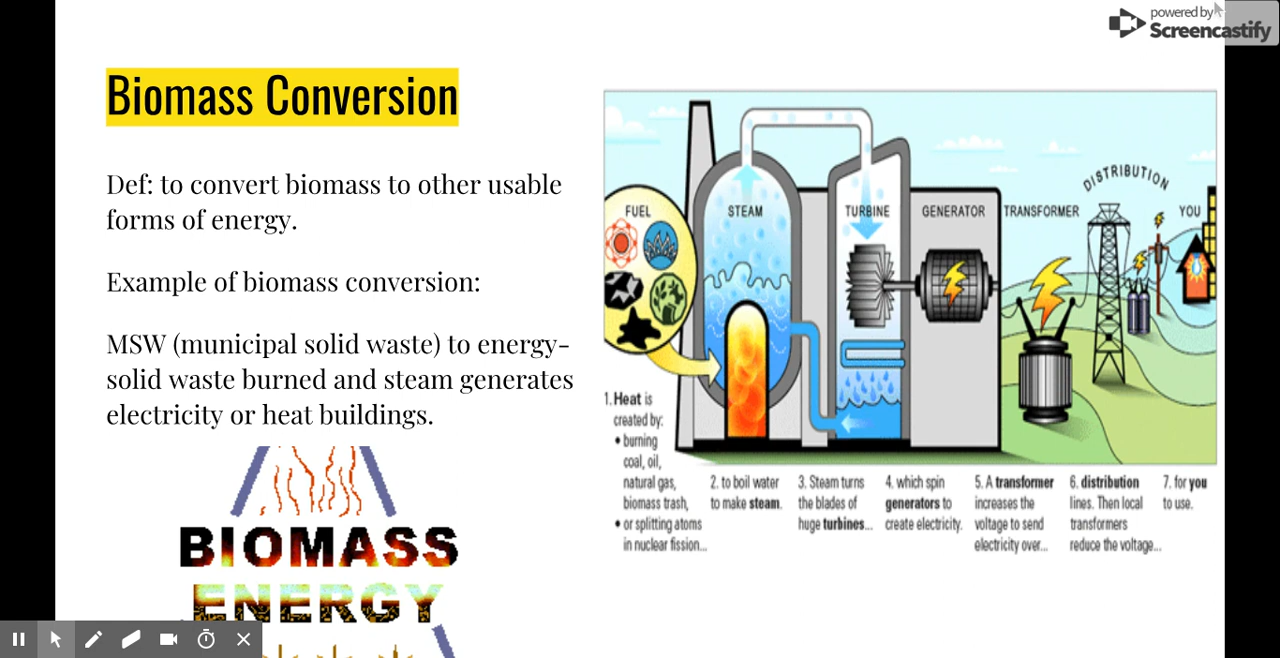 powered by
Screencastify
Biomass Conversion
Def: to convert biomass to other usable
forms of energy.
Example of biomass conversion:
MSW (municipal solid waste) to energy-
solid waste burned and steam generates
electricity or heat buildings.
BIOMASS
ENERGY
FUEL
STEAM
TURBINE
GENERATOR
TRANSFORMER
DISTRIBUTION
YOU
1. Heat is
created by:
• burning
coal, oil,
natural gas,
biomass trash,
• or splitting atoms
in nuclear fission...
2. to boil water
to make steam.
3. Steam turns
the blades of
huge turbines...
4. which spin
generators to
create electricity.
5. A transformer
increases the
voltage to send
electricity over...
6. distribution
lines. Then local
transformers
reduce the voltage...
7. for you
to use.